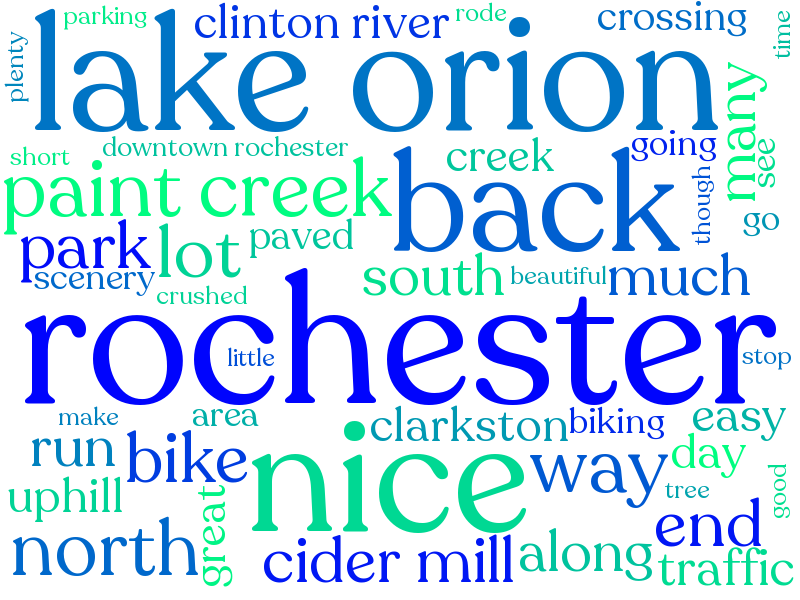 parking
clinton river
rode
crossing
time
plenty
lake orion
many
short
downtown rochester
creek
going
see
paint creek
back
though
go
park
lot
paved
scenery
crushed
south
beautiful
much
rochester
little
stop
make
area
clarkston
biking
easy
run
bike
nice
way
day
uphill
great
tree
good
north
cider mill
along
end
traffic